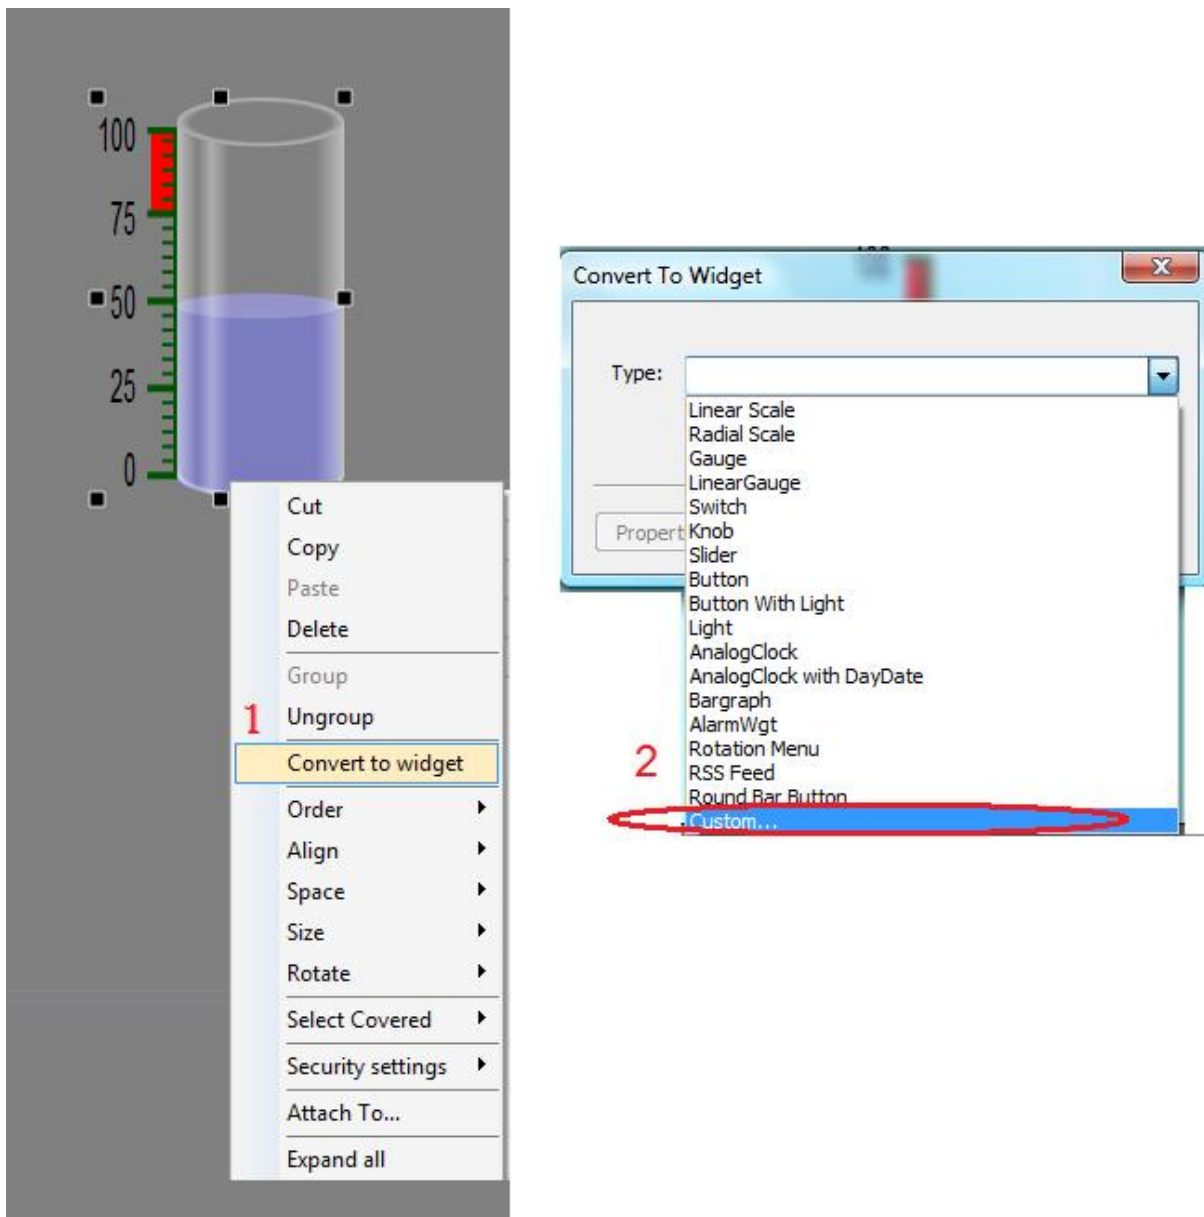 100
75
50
25
0
Cut
Copy
Paste
Delete
Group
1
Ungroup
Convert to widget
Order
Align
Space
Size
Rotate
Select Covered
Security settings
Attach To...
Expand all
Convert To Widget
X
Type:
Linear Scale
Radial Scale
Gauge
LinearGauge
Switch
Propert
Knob
Slider
Button
Button With Light
Light
AnalogClock
AnalogClock with DayDate
Bargraph
AlarmWgt
Rotation Menu
2
RSS Feed
Round Bar Button
Custom...